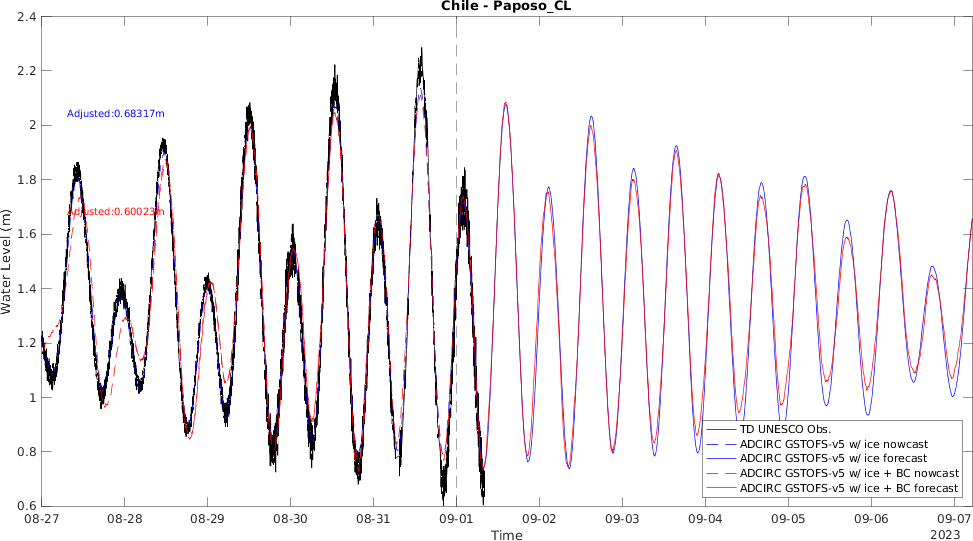 Chile - Paposo_CL
2.4
2.2
2
1.8
1.6
1.4
1.2
1
0.8
0.6
Water Level (m)
Adjusted:0.68317m
Adjusted:0.60023m
TD UNESCO Obs.
ADCIRC GSTOFS-v5 w/ ice nowcast
ADCIRC GSTOFS-v5 w/ ice forecast
ADCIRC GSTOFS-v5 w/ ice + BC nowcast
ADCIRC GSTOFS-v5 w/ ice + BC forecast
08-27 08-28 08-29 08-30 08-31 09-01 09-02 09-03 09-04 09-05 09-06 09-07
Time
2023